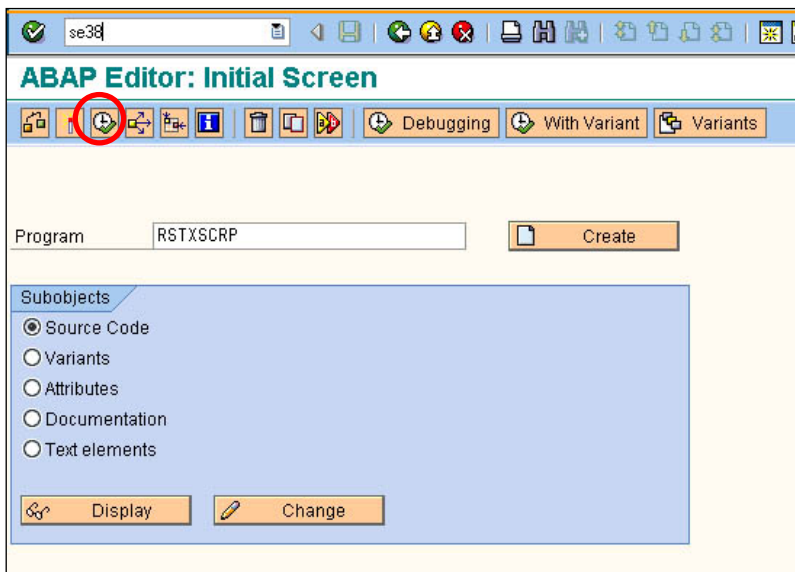 se38
ABAP Editor: Initial Screen
Debugging With Variant Variants
Program RSTXSCRP Create
Subobjects
Source Code
Variants
Attributes
Documentation
Text elements
Display Change